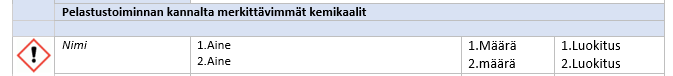 Pelastustoiminnan kannalta merkittävimmät kemikaalit
Nimi 1.Aine 1.Määrä 1.Luokitus
2.Aine 2.määrä 2.Luokitus